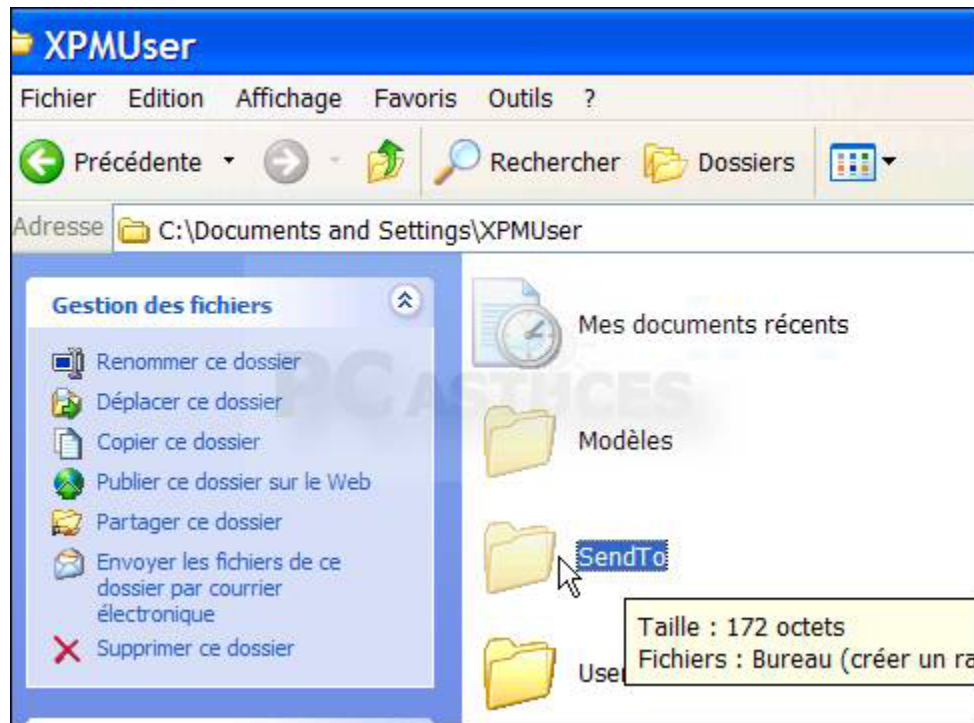 XPMUser
Fichier Edition Affichage Favoris Outils ?
Précédente Rechercher Dossiers
Adresse C:\Documents and Settings\XPMUser
Gestion des fichiers
Renommer ce dossier
Déplacer ce dossier
Copier ce dossier
Publier ce dossier sur le Web
Partager ce dossier
Envoyer les fichiers de ce
dossier par courrier
électronique
Supprimer ce dossier
Mes documents récents
PC ASTUCES
Modèles
SendTo
Taille : 172 octets
Fichiers : Bureau (créer un